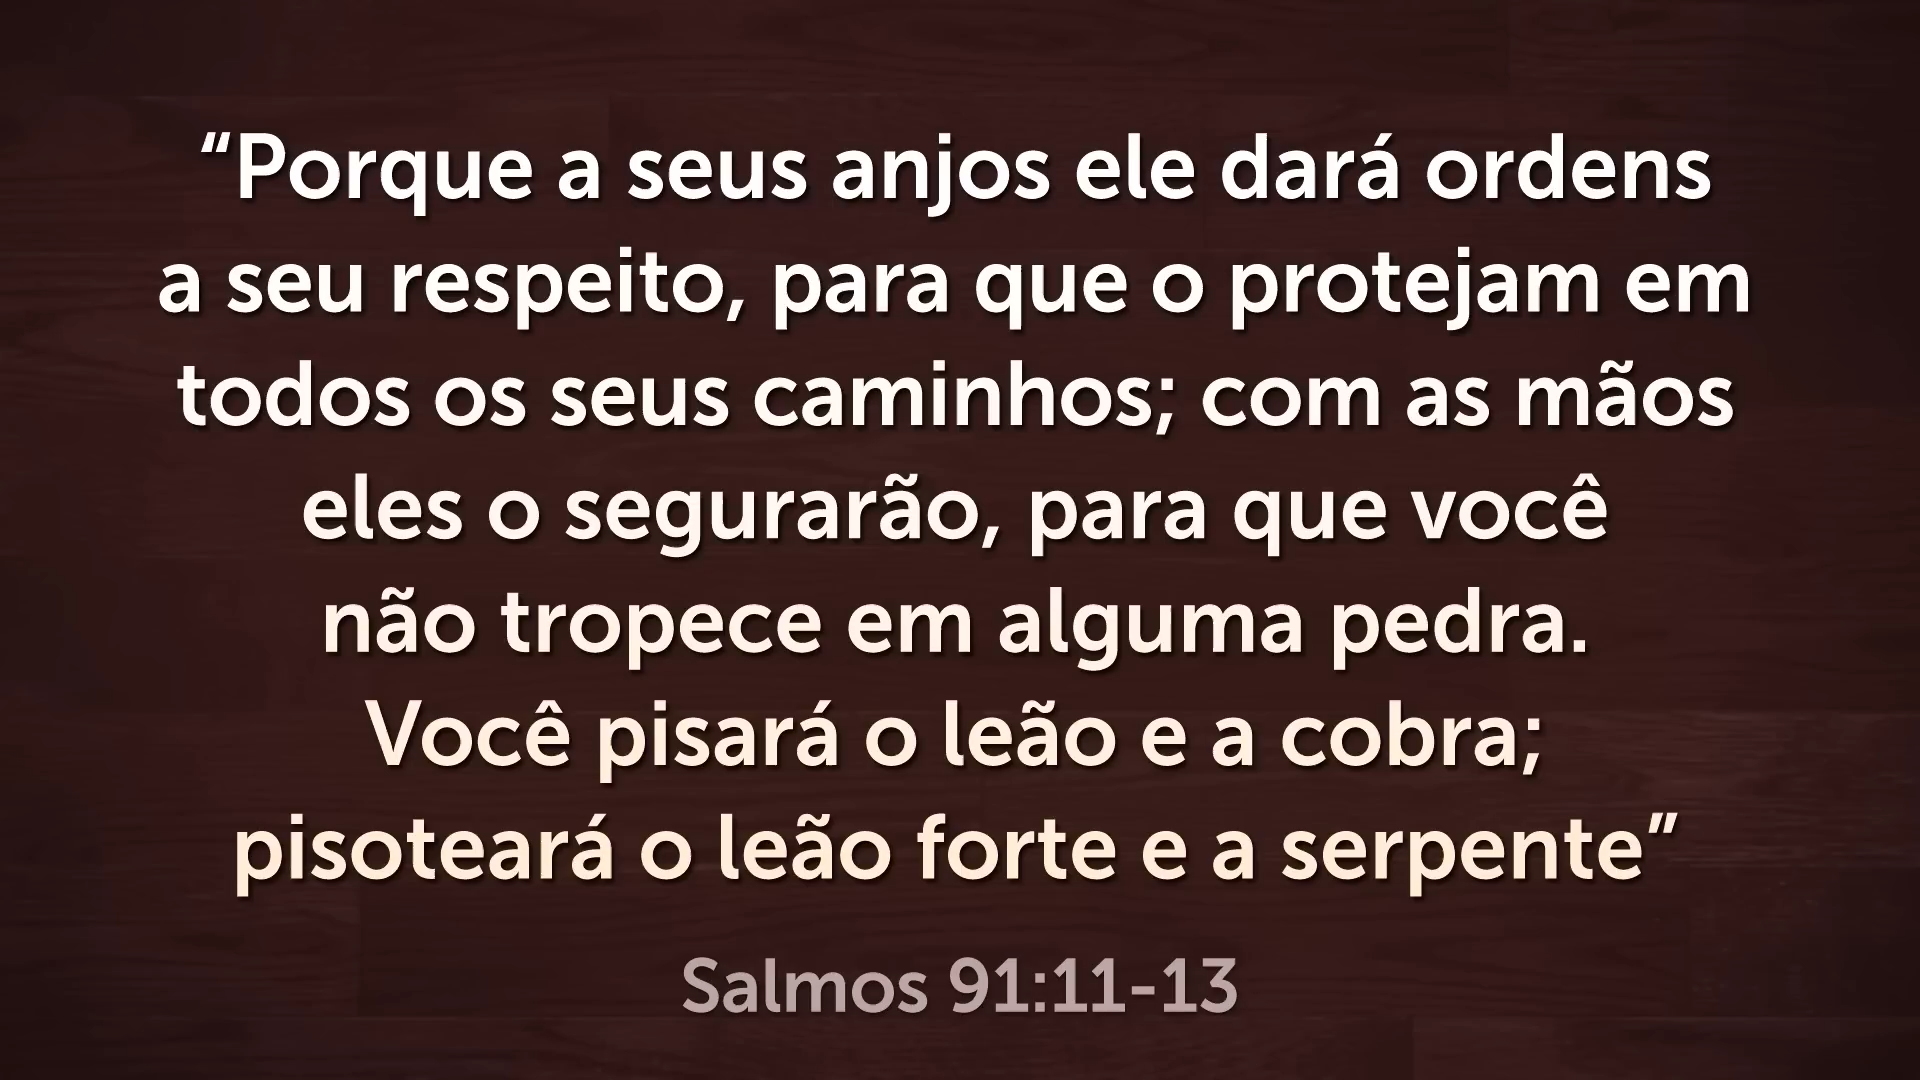 “Porque a seus anjos ele dará ordens
a seu respeito, para que o protejam em
todos os seus caminhos; com as mãos
eles o segurarão, para que você
não tropece em alguma pedra.
Você pisará o leão e a cobra;
pisoteará o leão forte e a serpente”
Salmos 91:11-13